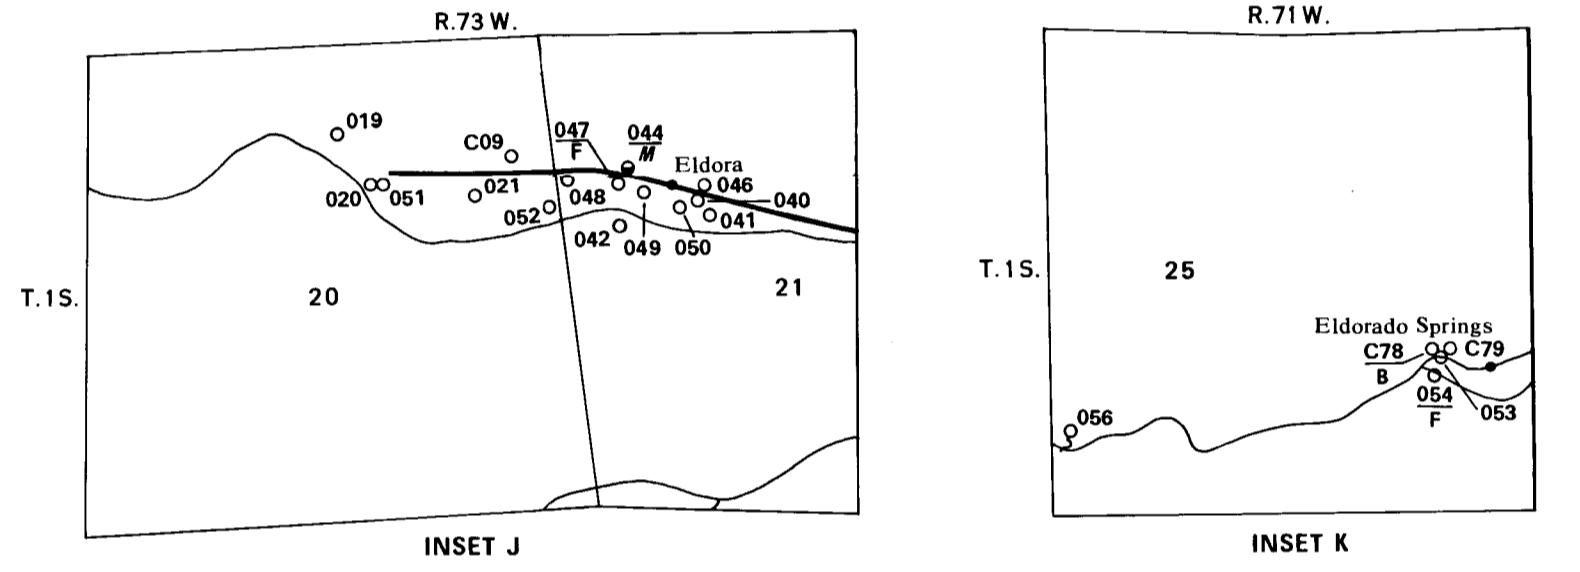 R.73 W.
R.71 W.
019
C09
047
F
044
M
Eldora
020
051
021
048
046
040
052
041
042
049
050
T.1S.
20
21
INSET J
T.1S.
25
Eldorado Springs
C78
B
C79
054
F
053
056
INSET K